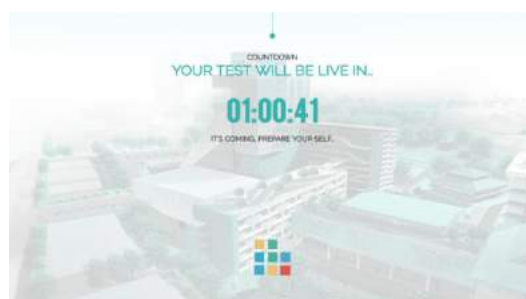 COUNTDOWN
YOUR TEST WILL BE LIVE IN..
01:00:41
IT'S COMING, PREPARE YOUR SELF..